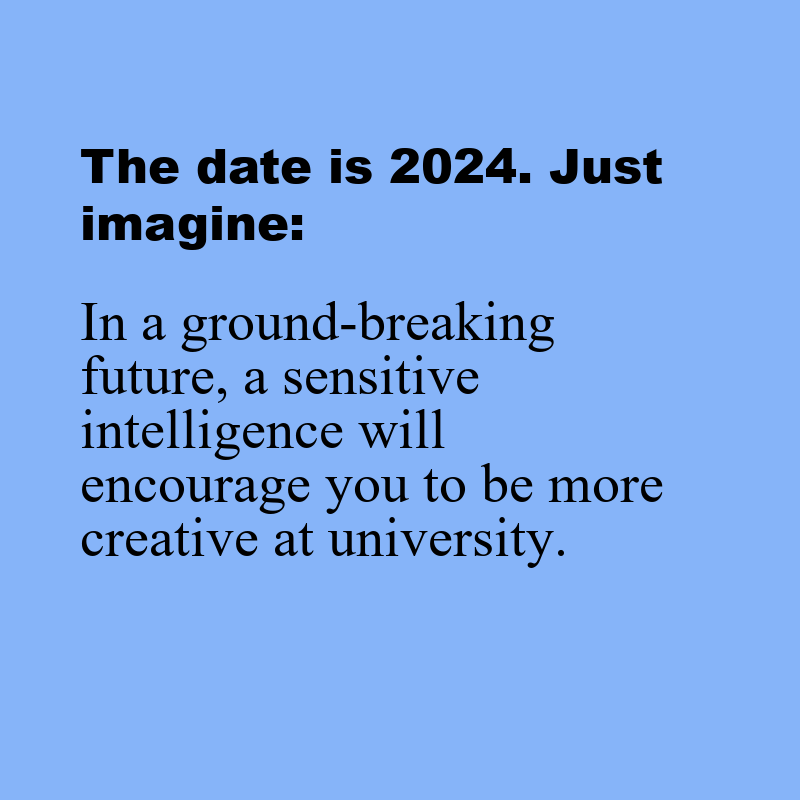 The date is 2024. Just
imagine:
In a ground-breaking
future, a sensitive
intelligence will
encourage you to be more
creative at university.